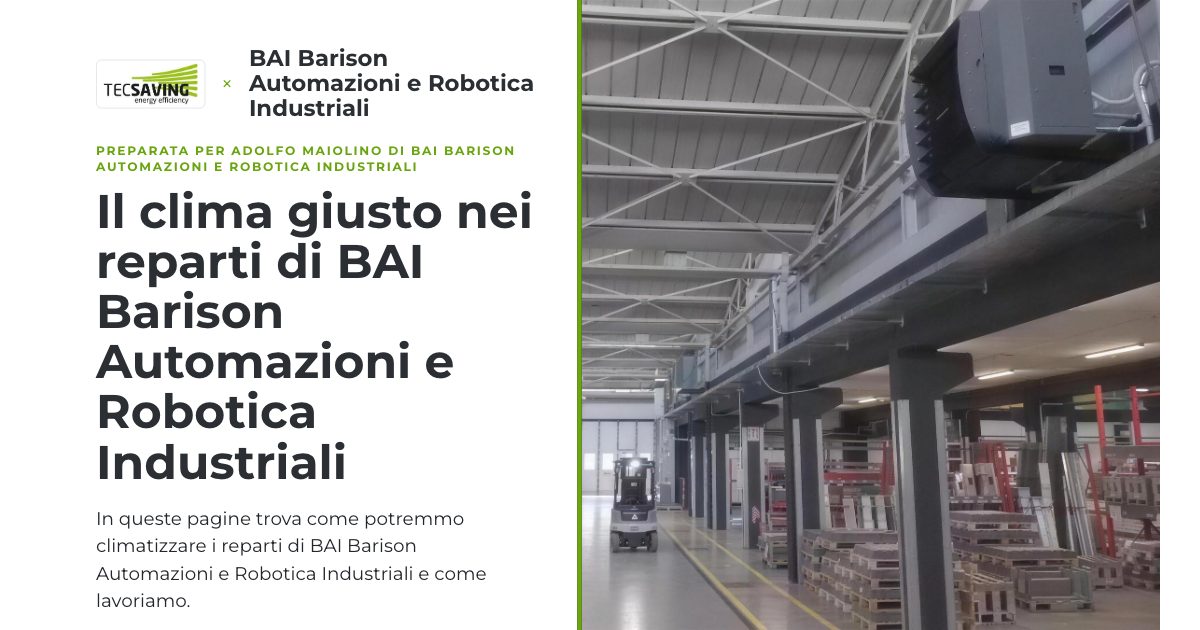 TECSAVING
energy efficiency
×
BAI Barison
Automazioni e Robotica
Industriali
PREPARATA PER ADOLFO MAIOLINO DI BAI BARISON
AUTOMAZIONI E ROBOTICA INDUSTRIALI
Il clima giusto nei
reparti di BAI
Barison
Automazioni e
Robotica
Industriali
In queste pagine trova come potremmo
climatizzare i reparti di BAI Barison
Automazioni e Robotica Industriali e come
lavoriamo.